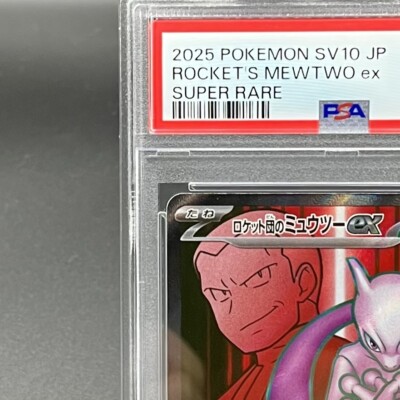 2025 POKEMON SV10 JP
ROCKET'S MEWTWO ex
SUPER RARE
PSA
たね
ロケット団のミュウツーex